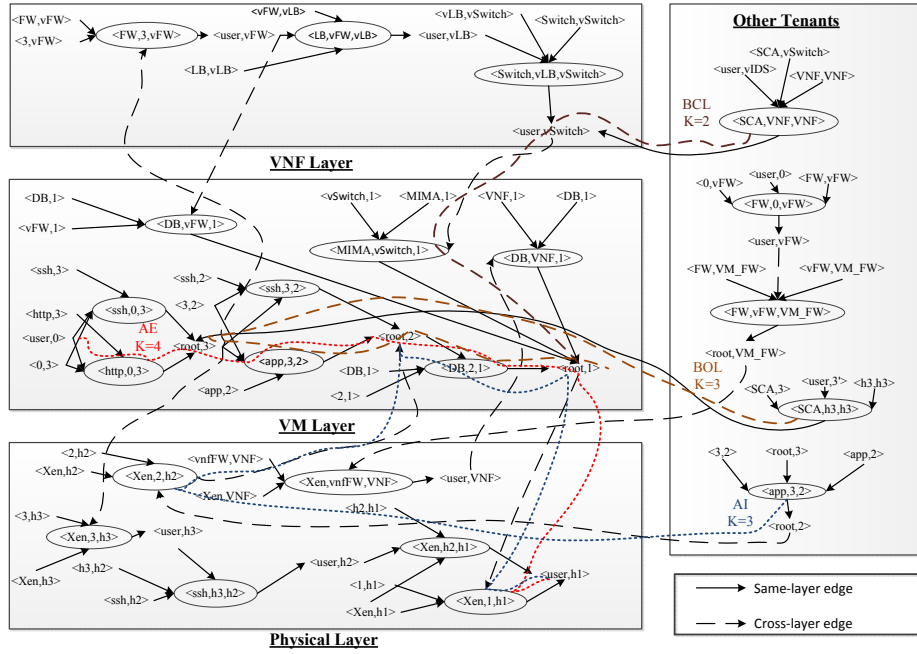 <FW,vFW>
<3,vFW>
<FW,3,vFW>
<user,vFW>
<vFW,vLB>
<LB,vFW,vLB>
<LB,vLB>
<user,vLB>
<vLB,vSwitch>
<Switch,vSwitch>
<Switch,vLB,vSwitch>
<user,vSwitch>
VNF Layer
BCL
K=2
Other Tenants
<SCA,vSwitch>
<user,vIDS>
<VNF,VNF>
<SCA,VNF,VNF>
<0,vFW>
<user,0>
<FW,vFW>
<FW,0,vFW>
<user,vFW>
<FW,VM_FW>
<vFW,VM_FW>
<FW,vFW,VM_FW>
<root,VM_FW>
BOL
K=3
<SCA,3>
<user,3'>
<h3,h3>
<SCA,h3,h3>
<3,2>
<root,3>
<app,2>
<app,3,2>
AI
K=3
<root,2>
<DB,1>
<vFW,1>
<DB,vFW,1>
<vSwitch,1>
<MIMA,1>
<MIMA,vSwitch,1>
<VNF,1>
<DB,1>
<DB,VNF,1>
<ssh,3>
<ssh,0,3>
<http,3>
<user,0>
<0,3>
<http,0,3>
AE
K=4
<root,3>
<ssh,2>
<3,2>
<ssh,3,2>
<app,3,2>
<app,2>
<root,2>
<DB,1>
<2,1>
<DB,2,1>
<root,1>
VM Layer
<2,h2>
<Xen,h2>
<Xen,2,h2>
<vnfFW,VNF>
<Xen,VNF>
<Xen,vnfFW,VNF>
<user,VNF>
<3,h3>
<Xen,3,h3>
<Xen,h3>
<user,h3>
<h3,h2>
<ssh,h2>
<ssh,h3,h2>
<user,h2>
<h2,h1>
<Xen,h2,h1>
<1,h1>
<Xen,h1>
<Xen,1,h1>
<user,h1>
Physical Layer
Same-layer edge
Cross-layer edge